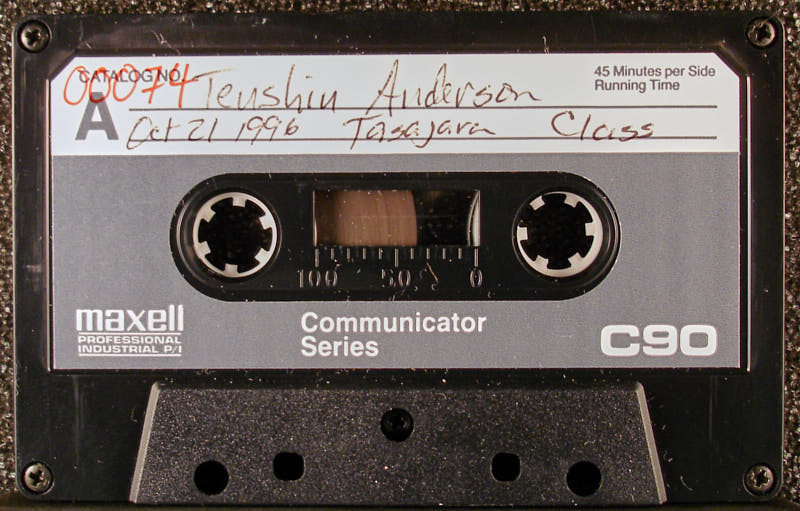 CATALOG NO.
00074 Tenshin Anderson
45 Minutes per Side
Running Time
A
Oct 21 1996 Tasajara Class
100 50 0
maxell
PROFESSIONAL
INDUSTRIAL P/I
Communicator
Series
C90